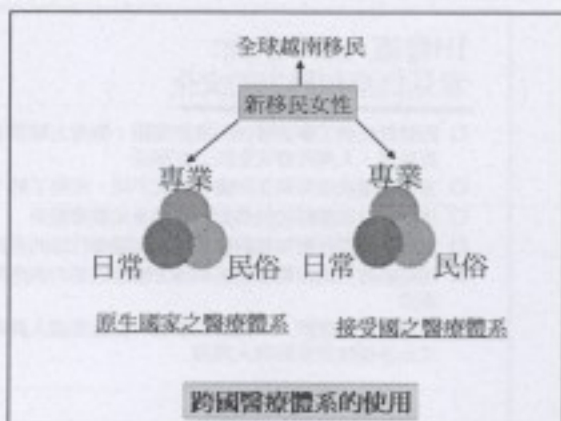 全球越南移民
新移民女性
專業
專業
日常
民俗
日常
民俗
原生國家之醫療體系
接受國之醫療體系
跨國醫療體系的使用